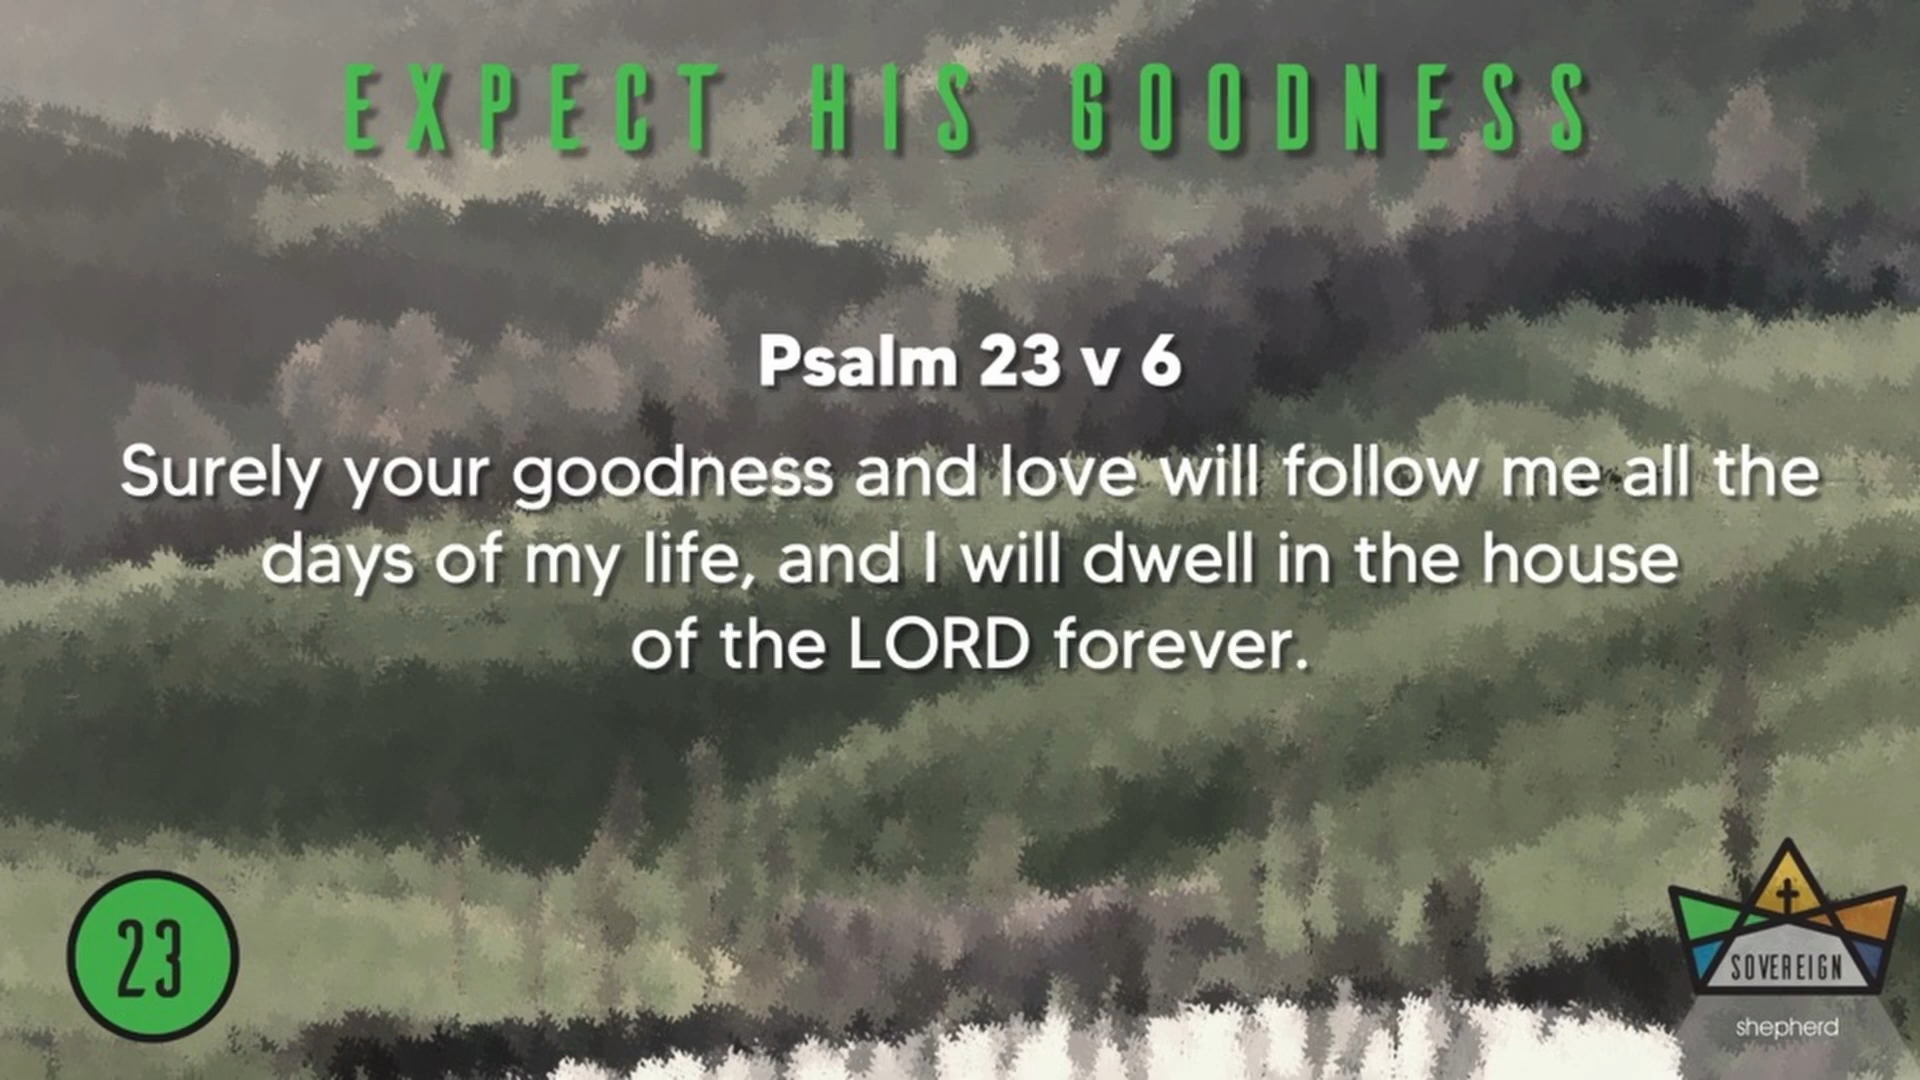 EXPECT HIS GOODNESS
Psalm 23 v 6
Surely your goodness and love will follow me all the
days of my life, and I will dwell in the house
of the LORD forever.
23
SOVEREIGN
shepherd